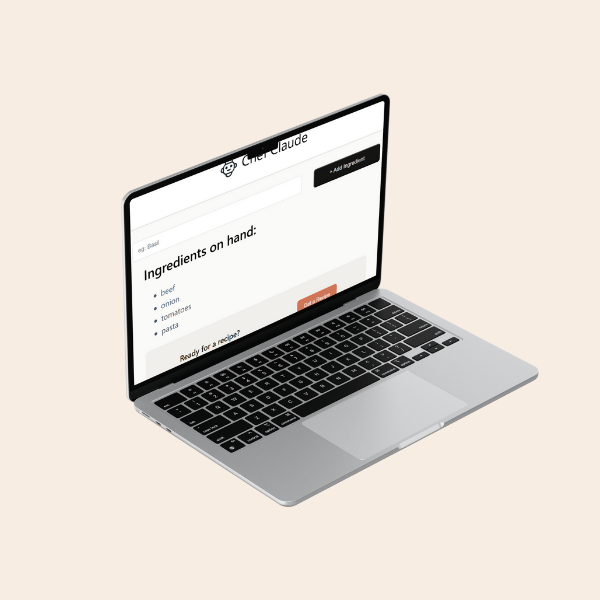 Chef Claude
+ Add Ingredient
eg. Basil
Ingredients on hand:
beef
onion
tomatoes
pasta
Ready for a recipe?
Get a Recipe